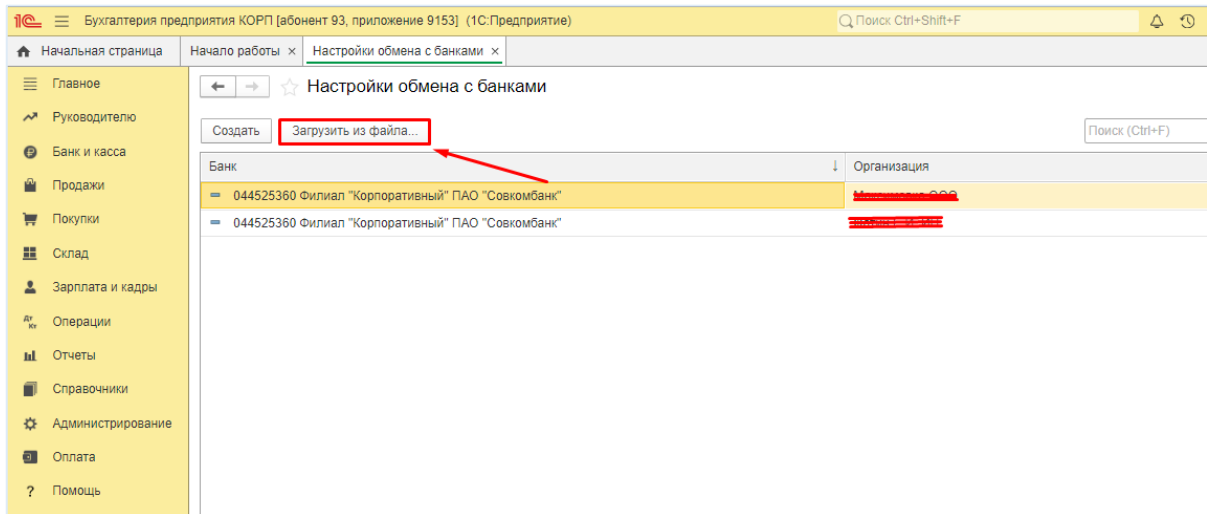 1С Бухгалтерия предприятия КОРП [абонент 93, приложение 9153] (1С:Предприятие) Поиск Ctrl+Shift+F
Начальная страница Начало работы × Настройки обмена с банками ×
Главное
Настройки обмена с банками
Руководителю
Создать Загрузить из файла... Поиск (Ctrl+F)
Банк и касса
Банк ↓ Организация
Продажи
044525360 Филиал "Корпоративный" ПАО "Совкомбанк"
Покупки
044525360 Филиал "Корпоративный" ПАО "Совкомбанк"
Склад
Зарплата и кадры
Дт Кт Операции
Отчеты
Справочники
Администрирование
Оплата
? Помощь